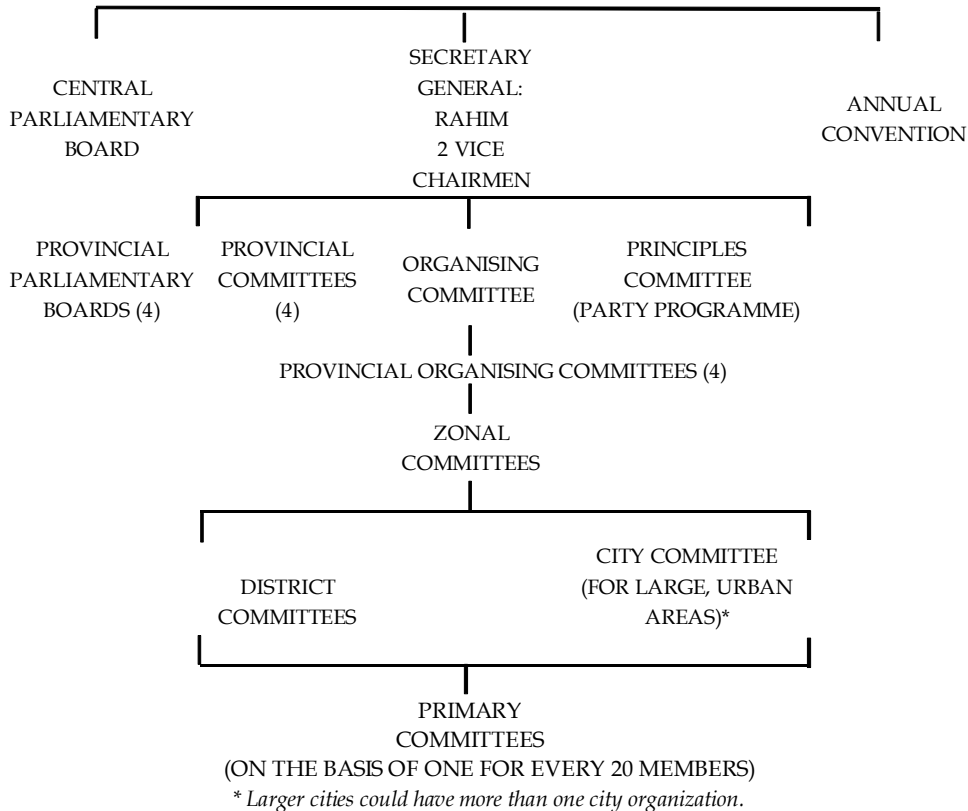 CENTRAL
PARLIAMENTARY
BOARD
SECRETARY
GENERAL:
RAHIM
2 VICE
CHAIRMEN
ANNUAL
CONVENTION
PROVINCIAL
PARLIAMENTARY
BOARDS (4)
PROVINCIAL
COMMITTEES
(4)
ORGANISING
COMMITTEE
PRINCIPLES
COMMITTEE
(PARTY PROGRAMME)
PROVINCIAL ORGANISING COMMITTEES (4)
ZONAL
COMMITTEES
DISTRICT
COMMITTEES
CITY COMMITTEE
(FOR LARGE, URBAN
AREAS)*
PRIMARY
COMMITTEES
(ON THE BASIS OF ONE FOR EVERY 20 MEMBERS)
* Larger cities could have more than one city organization.